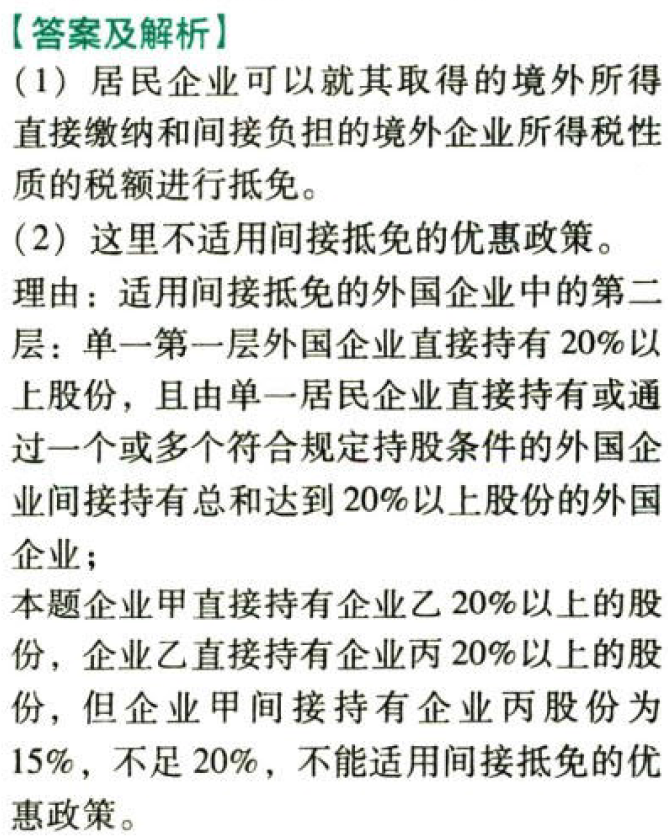 【答案及解析】
(1) 居民企业可以就其取得的境外所得
直接缴纳和间接负担的境外企业所得税性
质的税额进行抵免。
(2) 这里不适用间接抵免的优惠政策。
理由：适用间接抵免的外国企业中的第二
层：单一第一层外国企业直接持有 20%以
上股份，且由单一居民企业直接持有或通
过一个或多个符合规定持股条件的外国企
业间接持有总和达到 20%以上股份的外国
企业；
本题企业甲直接持有企业乙 20%以上的股
份，企业乙直接持有企业丙 20%以上的股
份，但企业甲间接持有企业丙股份为
15%，不足 20%，不能适用间接抵免的优
惠政策。